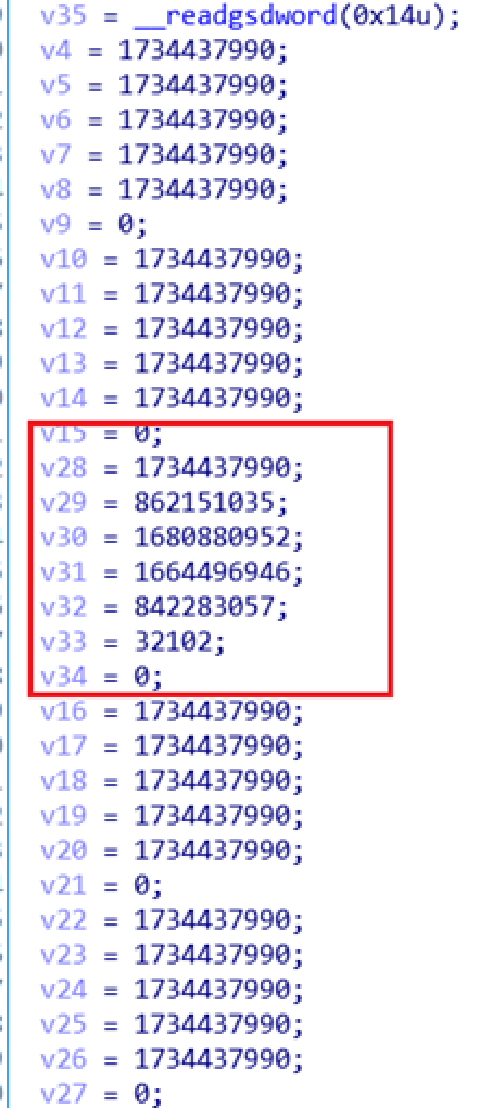 v35 = __readgsdword(0x14u);
v4 = 1734437990;
v5 = 1734437990;
v6 = 1734437990;
v7 = 1734437990;
v8 = 1734437990;
v9 = 0;
v10 = 1734437990;
v11 = 1734437990;
v12 = 1734437990;
v13 = 1734437990;
v14 = 1734437990;
v15 = 0;
v28 = 1734437990;
v29 = 862151035;
v30 = 1680880952;
v31 = 1664496946;
v32 = 842283057;
v33 = 32102;
v34 = 0;
v16 = 1734437990;
v17 = 1734437990;
v18 = 1734437990;
v19 = 1734437990;
v20 = 1734437990;
v21 = 0;
v22 = 1734437990;
v23 = 1734437990;
v24 = 1734437990;
v25 = 1734437990;
v26 = 1734437990;
v27 = 0;